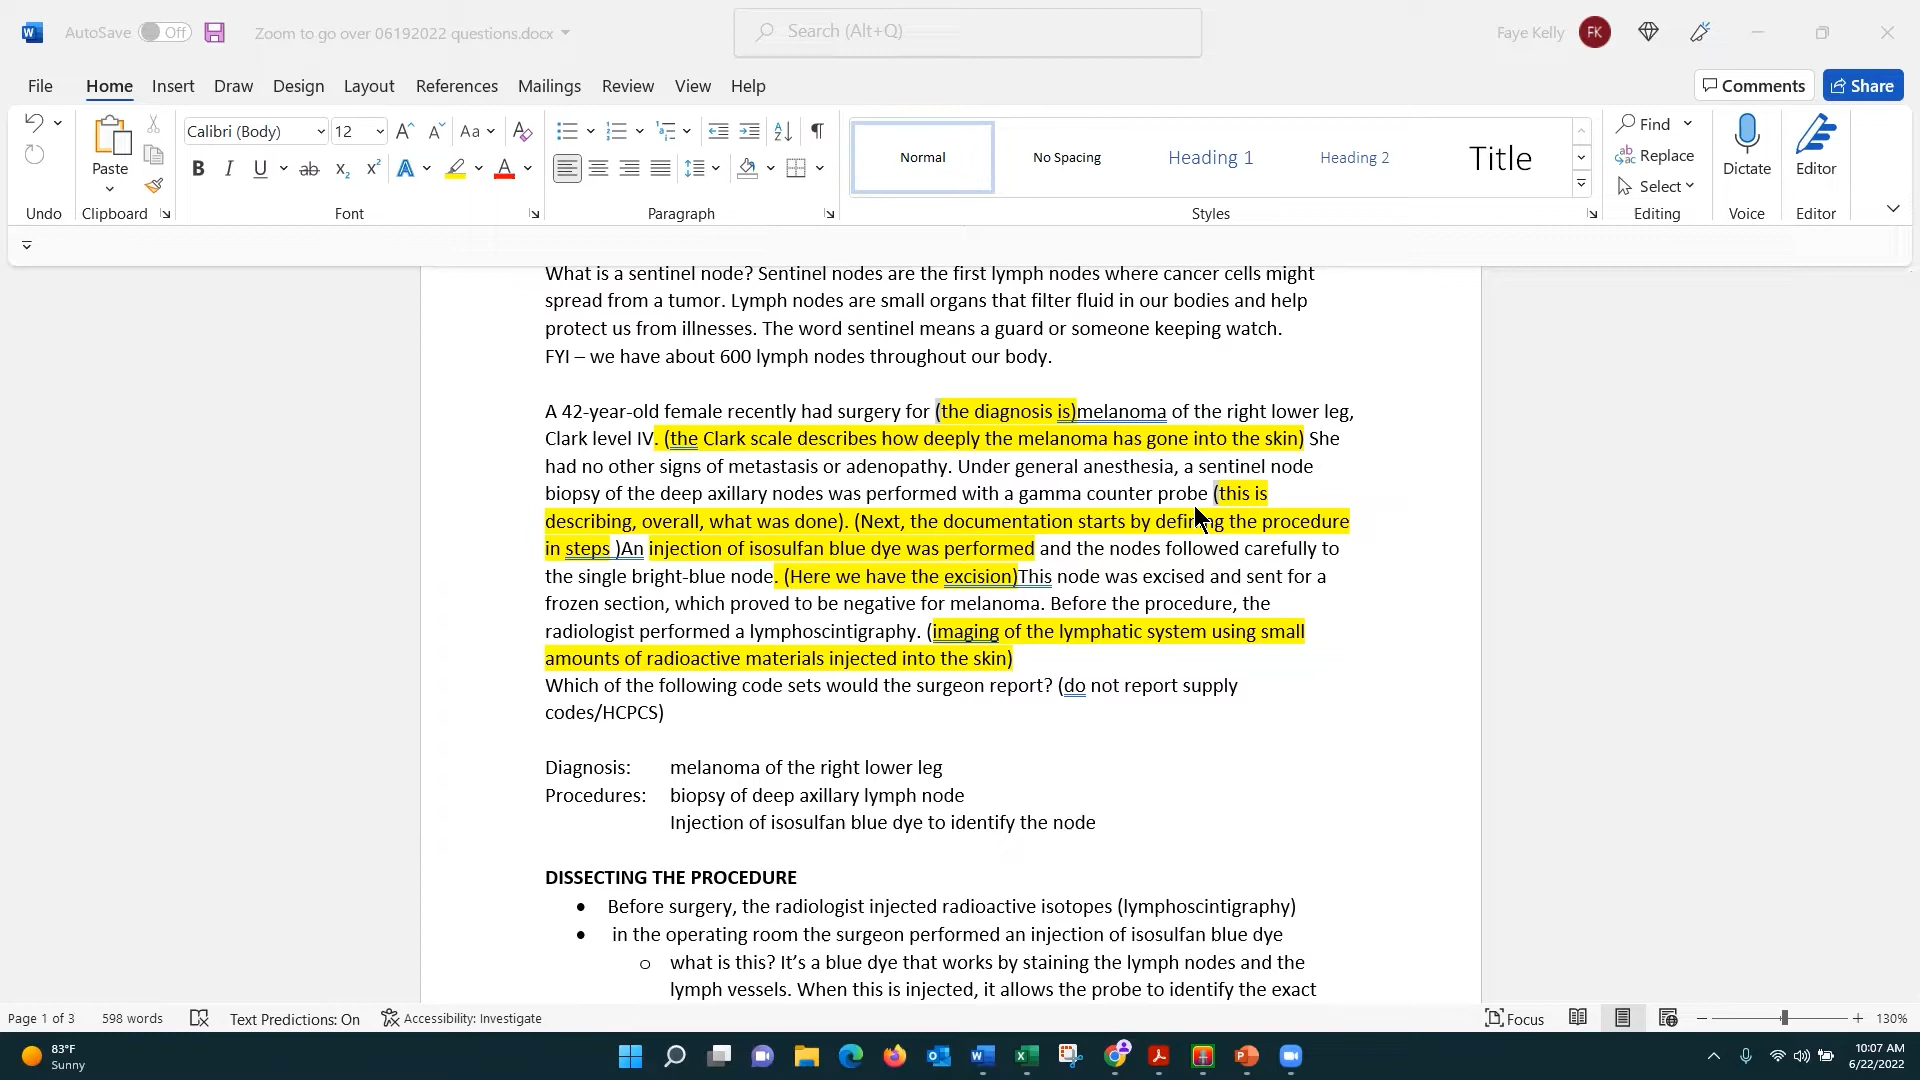 AutoSave Off Zoom to go over 06192022 questions.docx Search (Alt+Q) Faye Kelly FK
File Home Insert Draw Design Layout References Mailings Review View Help Comments Share
Calibri (Body) 12 Aa Normal No Spacing Heading 1 Heading 2 Title Find
Paste Replace Dictate Editor
Select
Undo Clipboard Font Paragraph Styles Editing Voice Editor
What is a sentinel node? Sentinel nodes are the first lymph nodes where cancer cells might
spread from a tumor. Lymph nodes are small organs that filter fluid in our bodies and help
protect us from illnesses. The word sentinel means a guard or someone keeping watch.
FYI – we have about 600 lymph nodes throughout our body.
A 42-year-old female recently had surgery for (the diagnosis is)melanoma of the right lower leg,
Clark level IV. (the Clark scale describes how deeply the melanoma has gone into the skin) She
had no other signs of metastasis or adenopathy. Under general anesthesia, a sentinel node
biopsy of the deep axillary nodes was performed with a gamma counter probe (this is
describing, overall, what was done). (Next, the documentation starts by defining the procedure
in steps )An injection of isosulfan blue dye was performed and the nodes followed carefully to
the single bright-blue node. (Here we have the excision)This node was excised and sent for a
frozen section, which proved to be negative for melanoma. Before the procedure, the
radiologist performed a lymphoscintigraphy. (imaging of the lymphatic system using small
amounts of radioactive materials injected into the skin)
Which of the following code sets would the surgeon report? (do not report supply
codes/HCPCS)
Diagnosis: melanoma of the right lower leg
Procedures: biopsy of deep axillary lymph node
Injection of isosulfan blue dye to identify the node
DISSECTING THE PROCEDURE
• Before surgery, the radiologist injected radioactive isotopes (lymphoscintigraphy)
• in the operating room the surgeon performed an injection of isosulfan blue dye
o what is this? It’s a blue dye that works by staining the lymph nodes and the
lymph vessels. When this is injected, it allows the probe to identify the exact
Page 1 of 3 598 words Text Predictions: On Accessibility: Investigate Focus 130%
83°F
Sunny
10:07 AM
6/22/2022